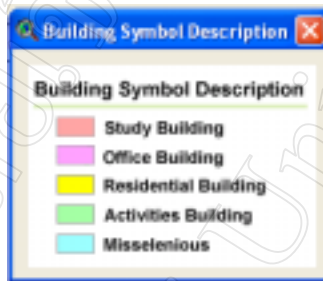 Building Symbol Description
Building Symbol Description
Study Building
Office Building
Residential Building
Activities Building
Misselenious